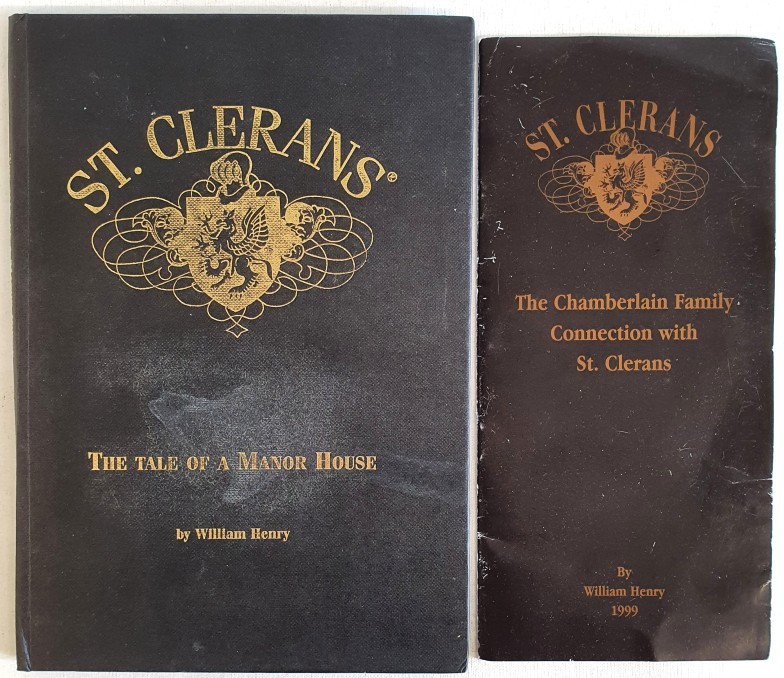 ST. CLERANS®
THE TALE OF A MANOR HOUSE
by William Henry
ST. CLERANS
The Chamberlain Family
Connection with
St. Clerans
By
William Henry
1999